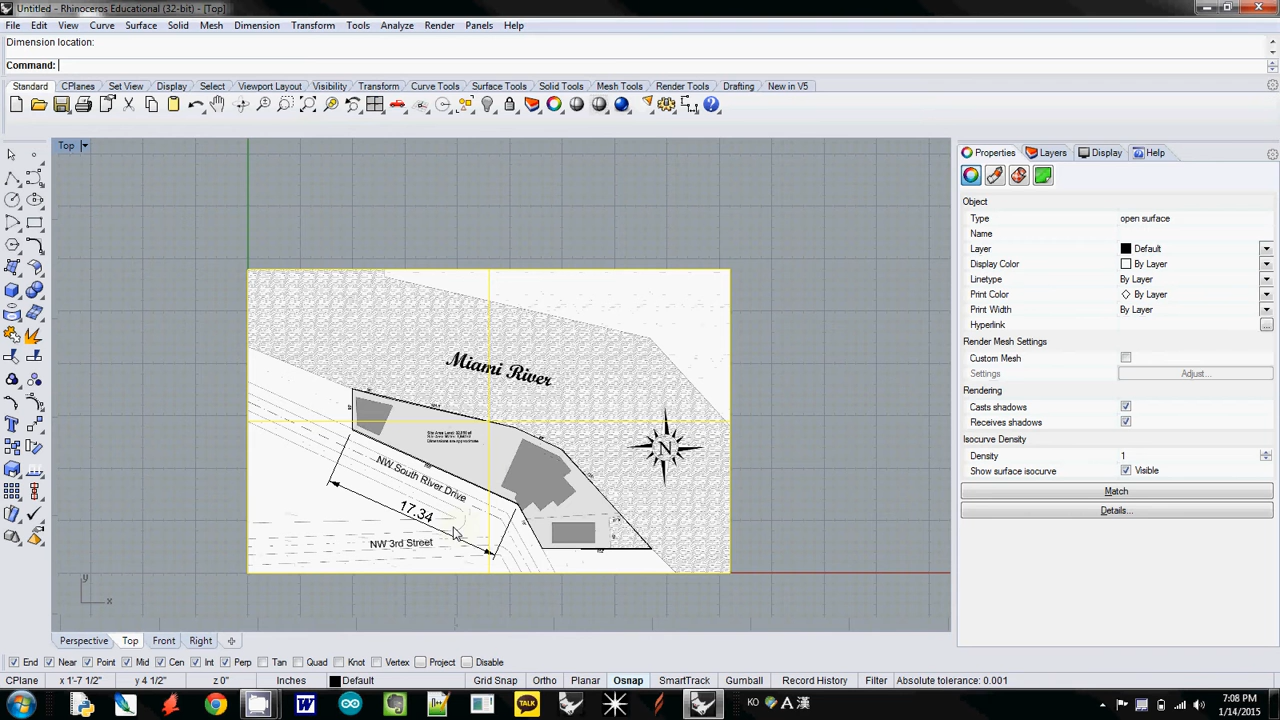 Untitled - Rhinoceros Educational (32-bit) - [Top]
File Edit View Curve Surface Solid Mesh Dimension Transform Tools Analyze Render Panels Help
Dimension location:
Command:
Standard CPlanes Set View Display Select Viewport Layout Visibility Transform Curve Tools Surface Tools Solid Tools Mesh Tools Render Tools Drafting New in V5
Top
Properties Layers Display Help
Object
Type open surface
Name
Layer Default
Display Color By Layer
Linetype By Layer
Print Color By Layer
Print Width By Layer
Hyperlink ...
Render Mesh Settings
Custom Mesh
Settings Adjust...
Rendering
Casts shadows
Receives shadows
Isocurve Density
Density 1
Show surface isocurve Visible
Match
Details...
Miami River
N
NW South River Drive
17.34
NW 3rd Street
y
x
Perspective Top Front Right
End Near Point Mid Cen Int Perp Tan Quad Knot Vertex Project Disable
CPlane x 1'-7 1/2" y 4 1/2" z 0" Inches Default Grid Snap Ortho Planar Osnap SmartTrack Gumball Record History Filter Absolute tolerance: 0.001
TALK
KO A 漢
7:08 PM
1/14/2015